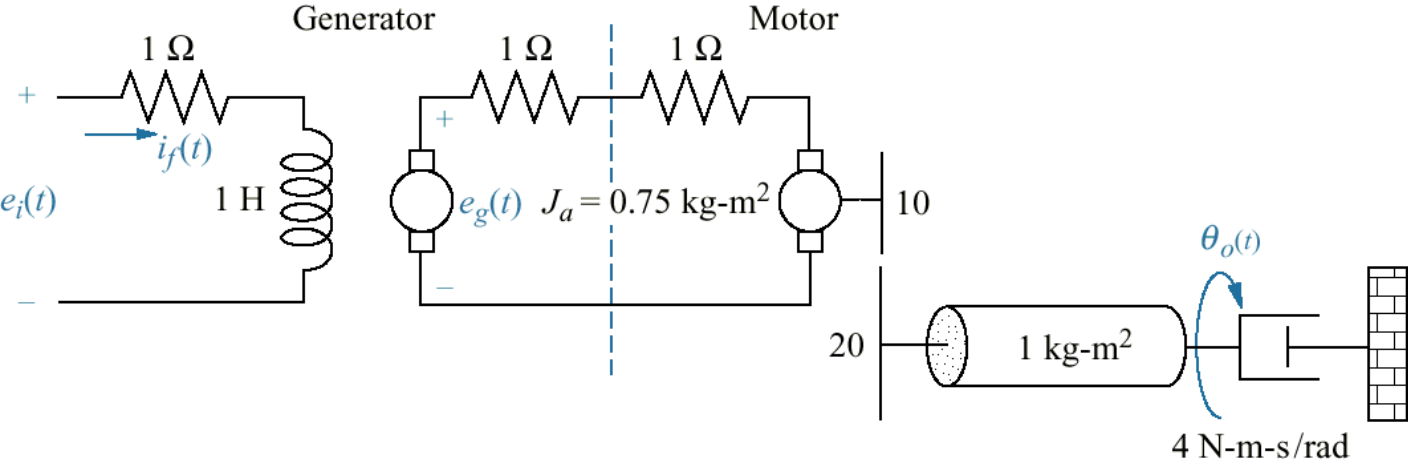 Generator
Motor
1 Ω
1 Ω
1 Ω
+
+
i_f(t)
e_i(t)
1 H
e_g(t)
J_a = 0.75 kg-m²
10
−
−
θ_o(t)
20
1 kg-m²
4 N-m-s/rad